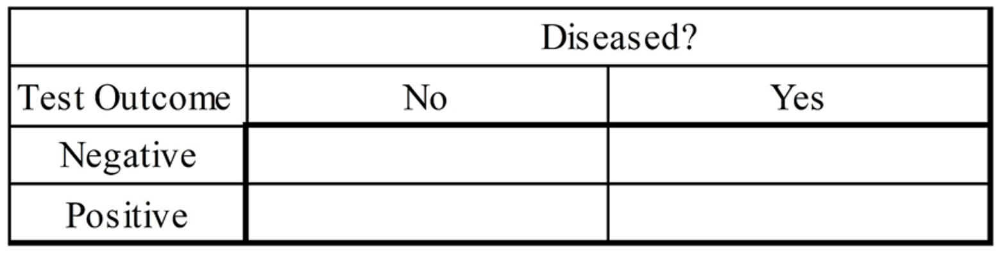 Diseased?
Test Outcome No Yes
Negative
Positive